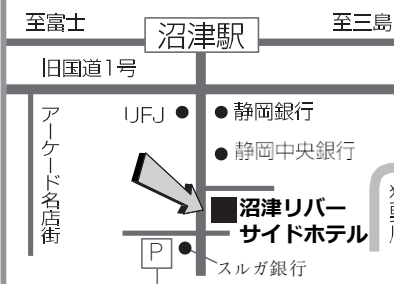 至富士
沼津駅
至三島
旧国道1号
アーケード名店街
UFJ
静岡銀行
静岡中央銀行
沼津リバー
サイドホテル
P
スルガ銀行